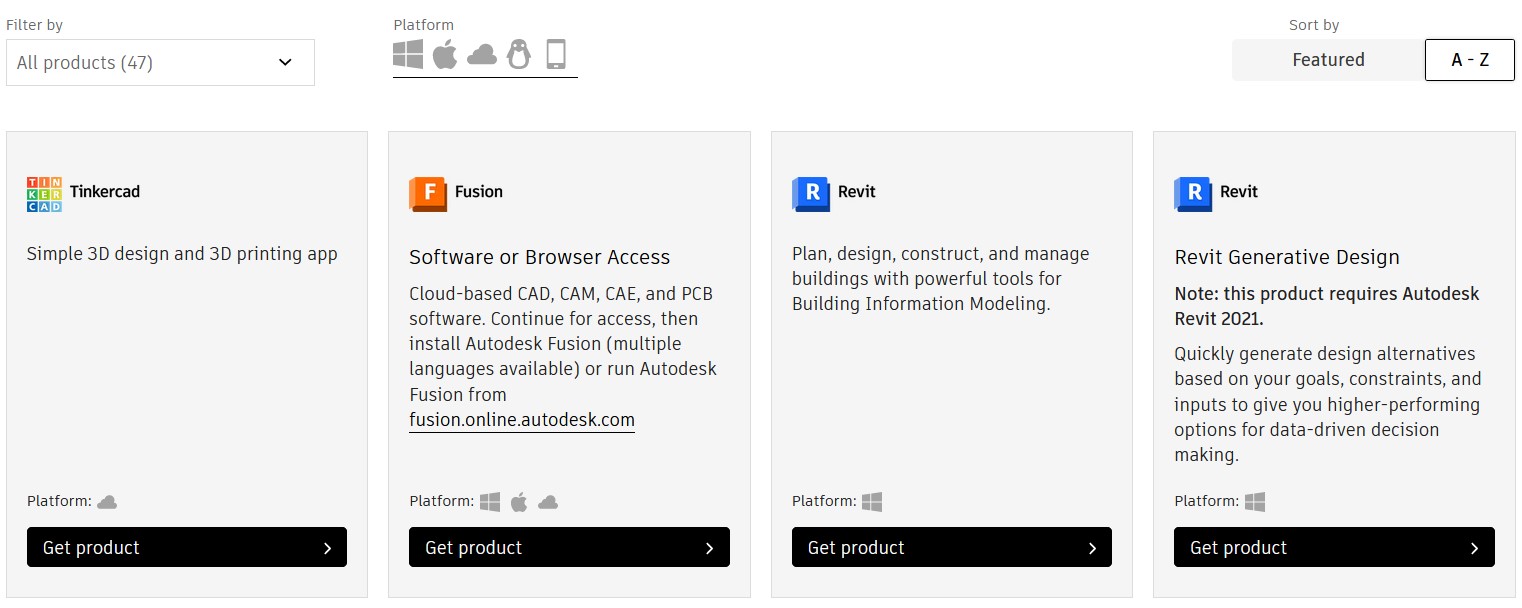 Filter by
Platform
Sort by
All products (47)
Featured
A - Z
TIN
KER
CAD
Tinkercad
Simple 3D design and 3D printing app
Platform:
Get product
F
Fusion
Software or Browser Access
Cloud-based CAD, CAM, CAE, and PCB
software. Continue for access, then
install Autodesk Fusion (multiple
languages available) or run Autodesk
Fusion from
fusion.online.autodesk.com
Platform:
Get product
R
Revit
Plan, design, construct, and manage
buildings with powerful tools for
Building Information Modeling.
Platform:
Get product
R
Revit
Revit Generative Design
Note: this product requires Autodesk
Revit 2021.
Quickly generate design alternatives
based on your goals, constraints, and
inputs to give you higher-performing
options for data-driven decision
making.
Platform:
Get product